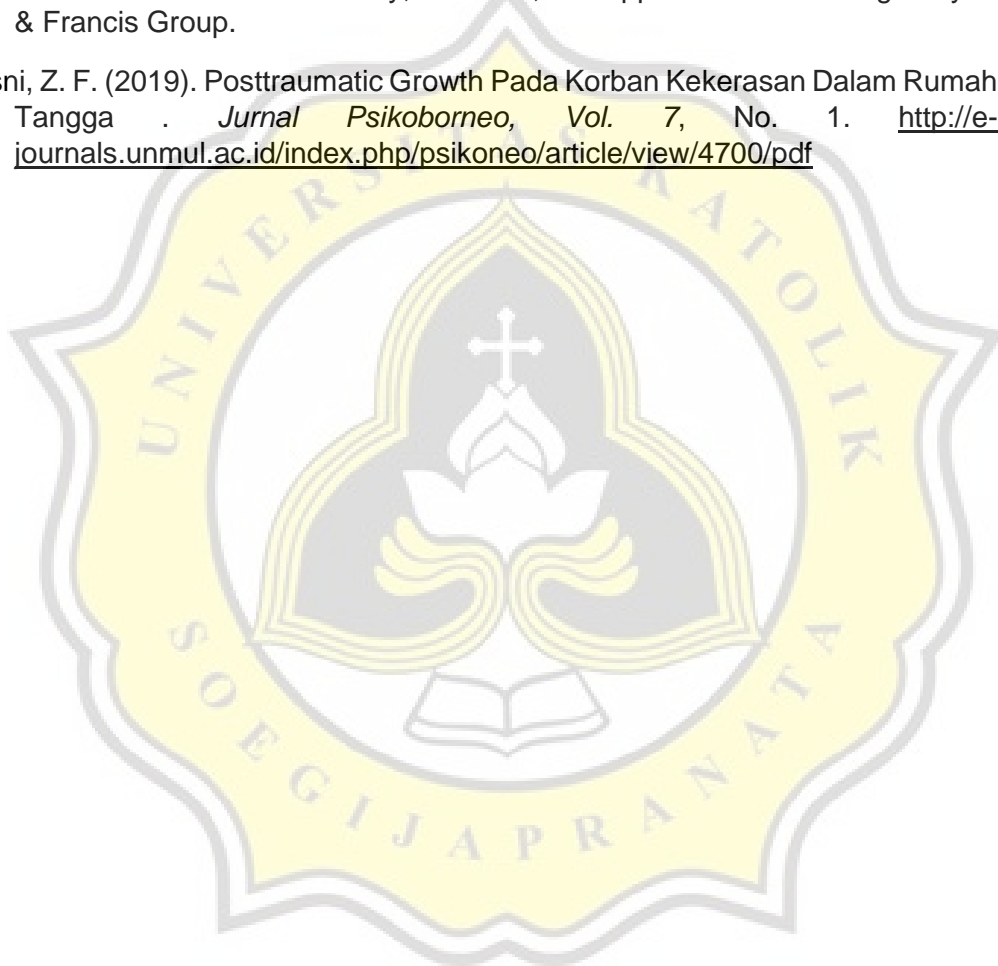 & Francis Group.
ni, Z. F. (2019). Posttraumatic Growth Pada Korban Kekerasan Dalam Rumah
Tangga . Jurnal Psikoborneo, Vol. 7, No. 1. http://e-
journals.unmul.ac.id/index.php/psikoneo/article/view/4700/pdf
UNIVERSITAS KATOLIK
SOEGIJAPRANATA